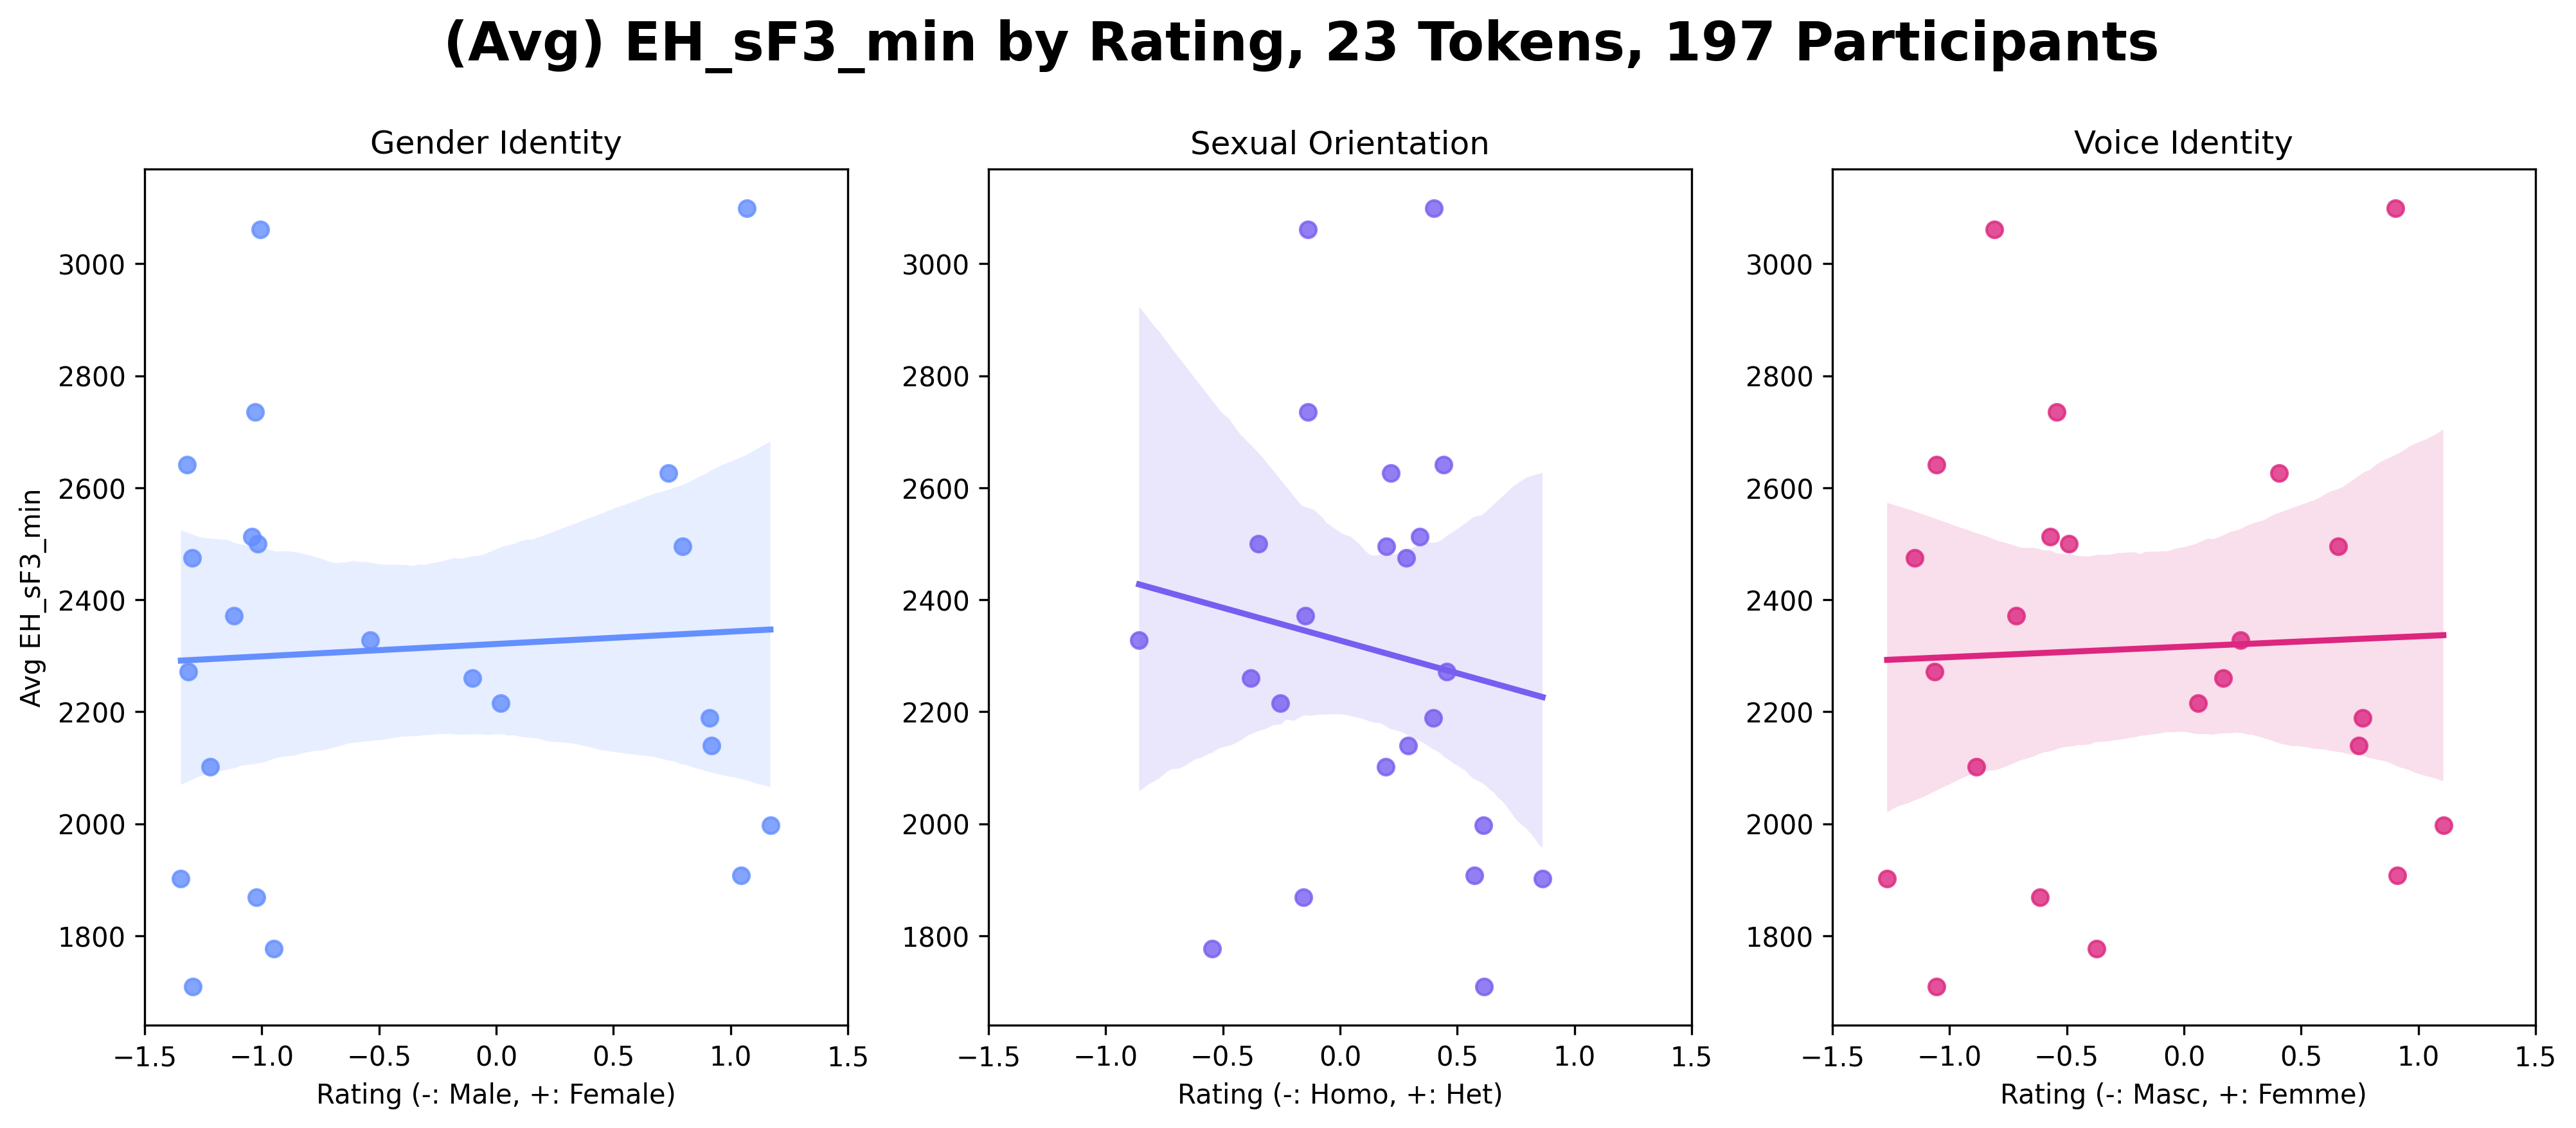 (Avg) EH_sF3_min by Rating, 23 Tokens, 197 Participants
Gender Identity
Sexual Orientation
Voice Identity
Avg EH_sF3_min
3000
2800
2600
2400
2200
2000
1800
−1.5 −1.0 −0.5 0.0 0.5 1.0 1.5
Rating (-: Male, +: Female)
3000
2800
2600
2400
2200
2000
1800
−1.5 −1.0 −0.5 0.0 0.5 1.0 1.5
Rating (-: Homo, +: Het)
3000
2800
2600
2400
2200
2000
1800
−1.5 −1.0 −0.5 0.0 0.5 1.0 1.5
Rating (-: Masc, +: Femme)